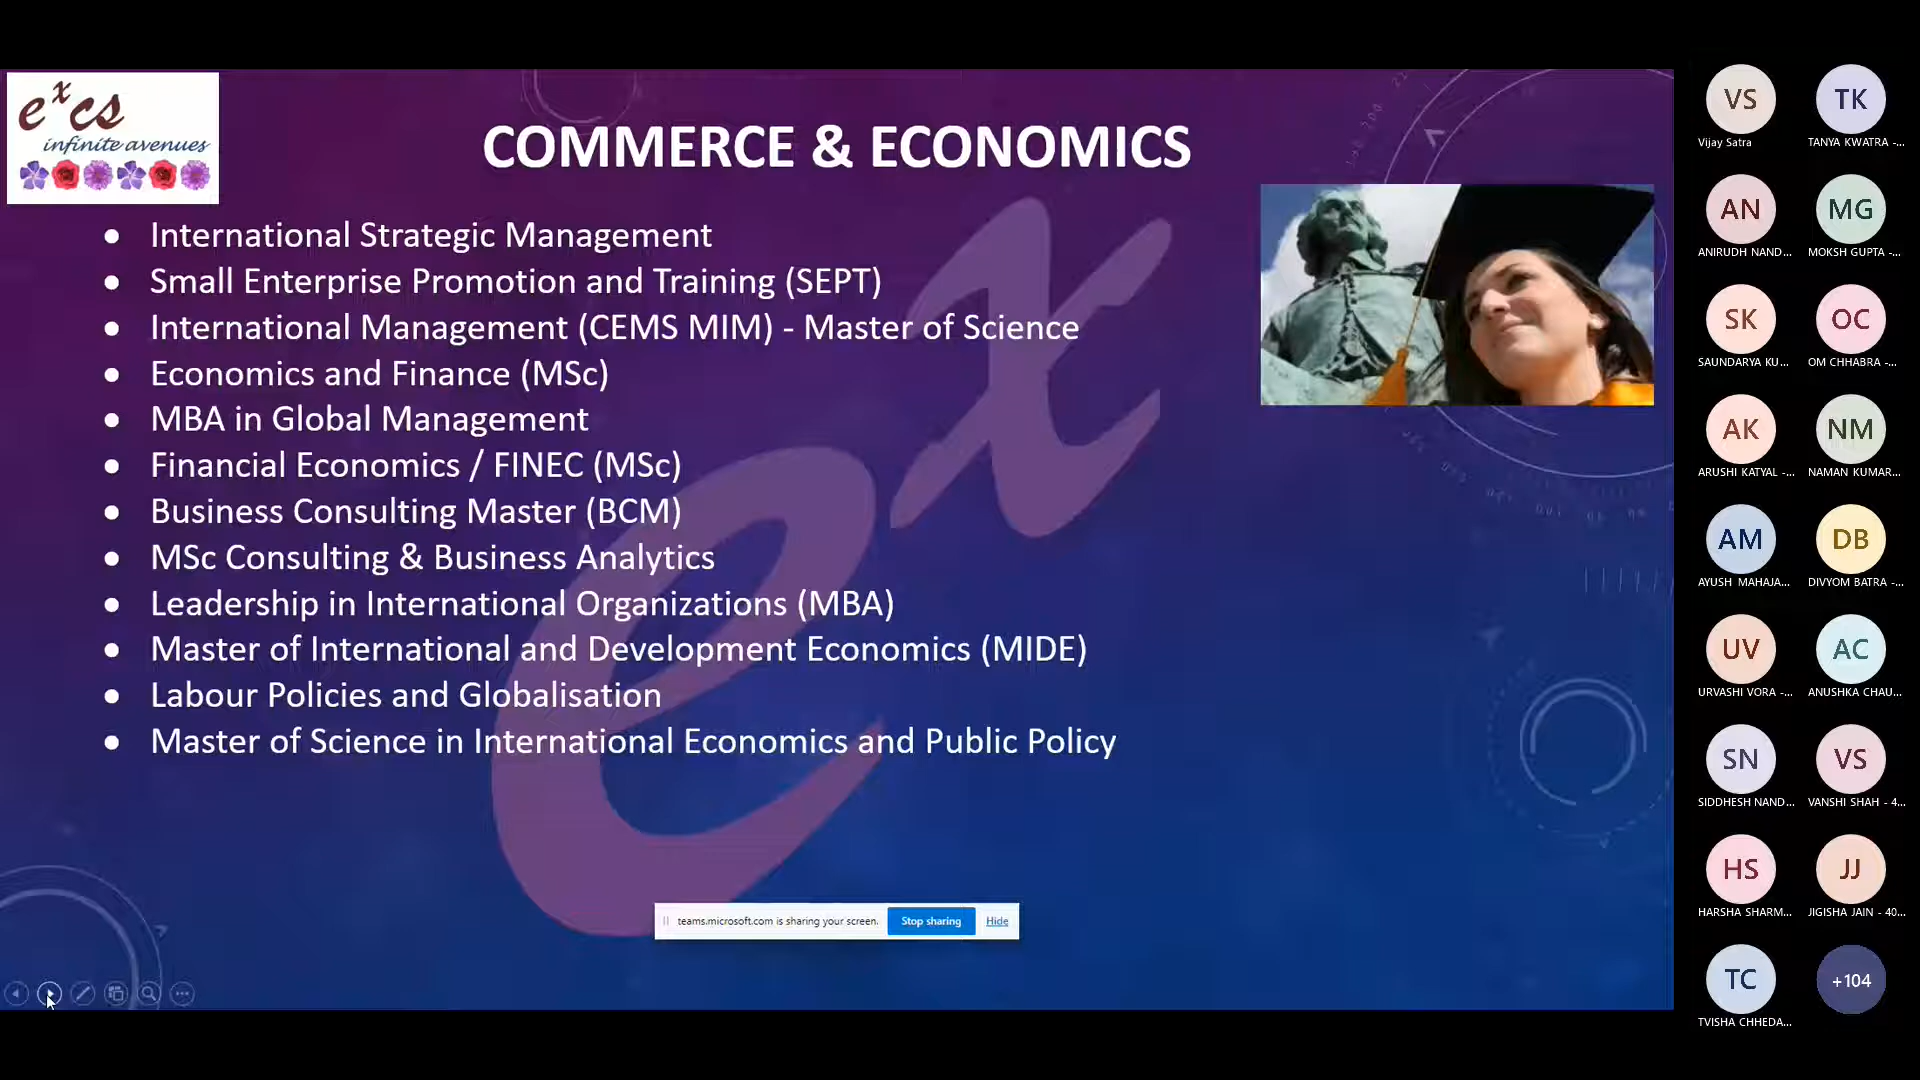 excs
infinite avenues
COMMERCE & ECONOMICS
● International Strategic Management
● Small Enterprise Promotion and Training (SEPT)
● International Management (CEMS MIM) - Master of Science
● Economics and Finance (MSc)
● MBA in Global Management
● Financial Economics / FINEC (MSc)
● Business Consulting Master (BCM)
● MSc Consulting & Business Analytics
● Leadership in International Organizations (MBA)
● Master of International and Development Economics (MIDE)
● Labour Policies and Globalisation
● Master of Science in International Economics and Public Policy
ex
teams.microsoft.com is sharing your screen. Stop sharing Hide
VS TK
Vijay Satra TANYA KWATRA -...
AN MG
ANIRUDH NAND... MOKSH GUPTA -...
SK OC
SAUNDARYA KU... OM CHHABRA -...
AK NM
ARUSHI KATYAL -... NAMAN KUMAR...
AM DB
AYUSH MAHAJA... DIVYOM BATRA -...
UV AC
URVASHI VORA -... ANUSHKA CHAU...
SN VS
SIDDHESH NAND... VANSHI SHAH - 4...
HS JJ
HARSHA SHARM... JIGISHA JAIN - 40...
TC +104
TVISHA CHHEDA...